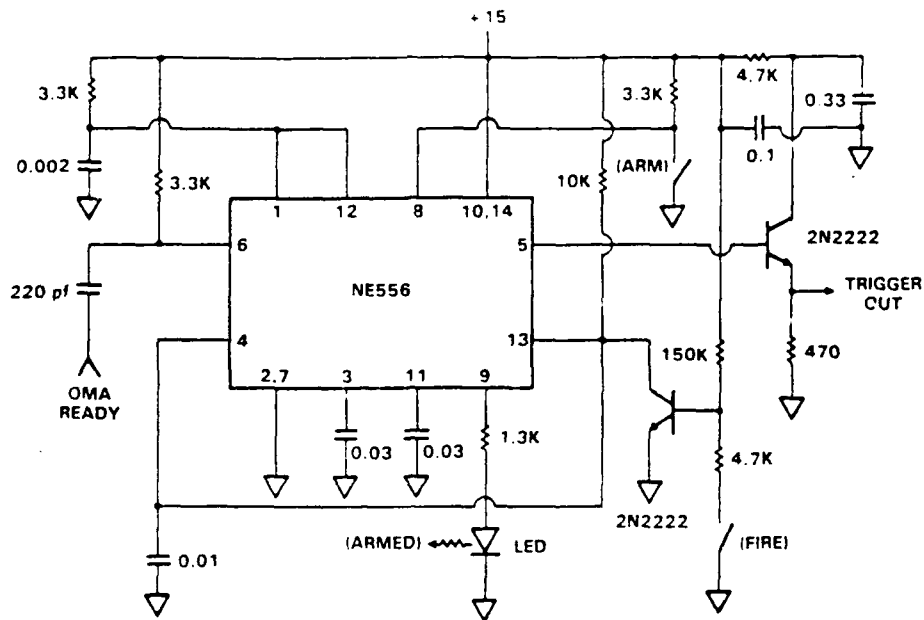 + 15
4.7K
3.3K
3.3K
0.33
0.002
3.3K
10K
(ARM)
0.1
1
12
8
10,14
2N2222
6
5
220 pf
NE556
TRIGGER
CUT
4
13
150K
470
OMA
READY
2.7
3
11
9
0.03
0.03
1.3K
4.7K
2N2222
(ARMED)
LED
(FIRE)
0.01